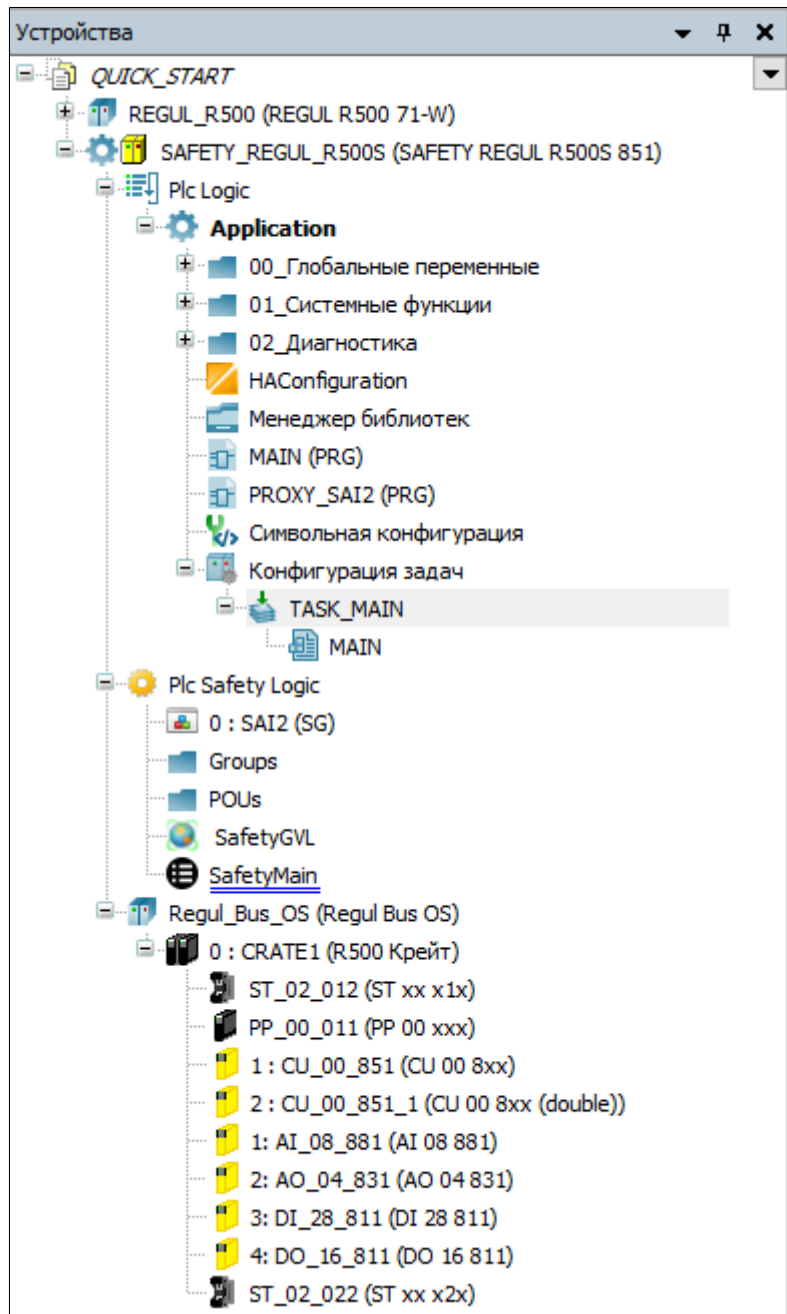 Устройства
QUICK_START
REGUL_R500 (REGUL R500 71-W)
SAFETY_REGUL_R500S (SAFETY REGUL R500S 851)
Plc Logic
Application
00_Глобальные переменные
01_Системные функции
02_Диагностика
HAConfiguration
Менеджер библиотек
MAIN (PRG)
PROXY_SAI2 (PRG)
Символьная конфигурация
Конфигурация задач
TASK_MAIN
MAIN
Plc Safety Logic
0 : SAI2 (SG)
Groups
POUs
SafetyGVL
SafetyMain
Regul_Bus_OS (Regul Bus OS)
0 : CRATE1 (R500 Крейт)
ST_02_012 (ST xx x1x)
PP_00_011 (PP 00 xxx)
1 : CU_00_851 (CU 00 8xx)
2 : CU_00_851_1 (CU 00 8xx (double))
1: AI_08_881 (AI 08 881)
2: AO_04_831 (AO 04 831)
3: DI_28_811 (DI 28 811)
4: DO_16_811 (DO 16 811)
ST_02_022 (ST xx x2x)